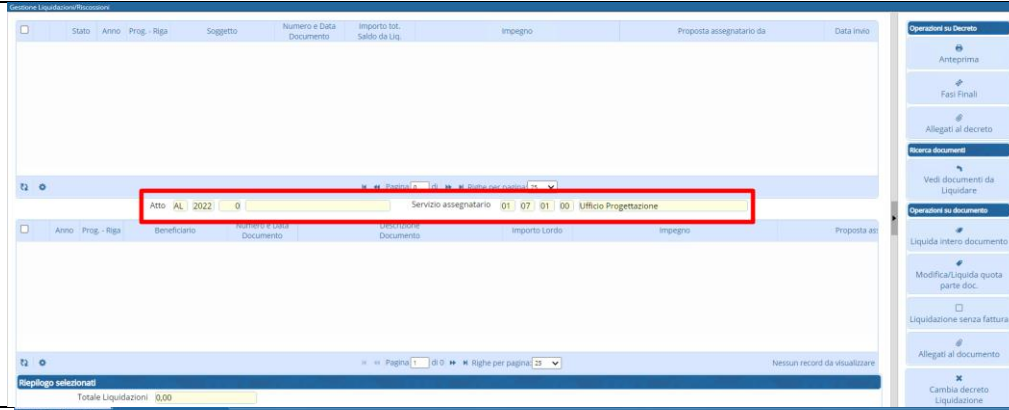 Gestione Liquidazioni/Riscossioni
Stato Anno Prog. - Riga Soggetto Numero e Data Documento Importo tot. Saldo da Liq. Impegno Proposta assegnatario da Data Invio
Pagina 0 di Righe per pagina: 25
Atto AL 2022 0 Servizio assegnatario 01 07 01 00 Ufficio Progettazione
Anno Prog. - Riga Beneficiario Numero e Data Documento Descrizione Documento Importo Lordo Impegno Proposta ass
Pagina 1 di 0 Righe per pagina: 25 Nessun record da visualizzare
Riepilogo selezionati
Totale Liquidazioni 0,00
Operazioni su Decreto
Anteprima
Fasi Finali
Allegati al decreto
Ricerca documenti
Vedi documenti da
Liquidare
Operazioni su documento
Liquida intero documento
Modifica/Liquida quota
parte doc.
Liquidazione senza fattura
Allegati al documento
Cambia decreto
Liquidazione